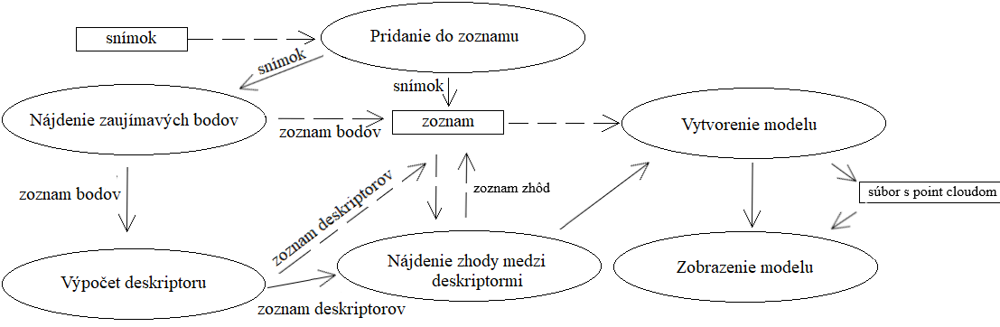 snímok
Pridanie do zoznamu
snímok
snímok
Nájdenie zaujímavých bodov
zoznam bodov
zoznam
Vytvorenie modelu
zoznam bodov
zoznam deskriptorov
zoznam zhôd
súbor s point cloudom
Výpočet deskriptoru
zoznam deskriptorov
Nájdenie zhody medzi
deskriptormi
Zobrazenie modelu